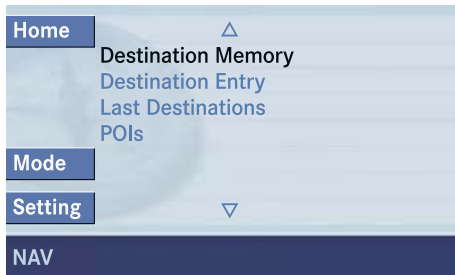 Home
Destination Memory
Destination Entry
Last Destinations
POIs
Mode
Setting
NAV